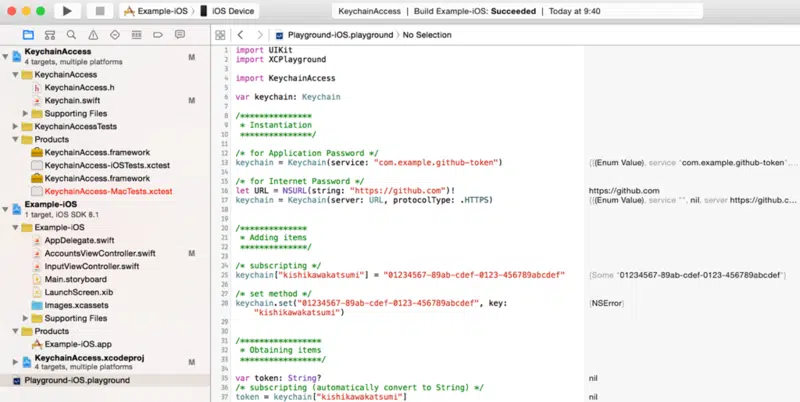 Example-iOS
iOS Device
KeychainAccess | Build Example-iOS: Succeeded | Today at 9:40
KeychainAccess
4 targets, multiple platforms
KeychainAccess
KeychainAccess.h
Keychain.swift M
Supporting Files
KeychainAccessTests
Products
KeychainAccess.framework
KeychainAccess-iOSTests.xctest
KeychainAccess.framework
KeychainAccess-MacTests.xctest
Example-iOS
1 target, iOS SDK 8.1
Example-iOS
AppDelegate.swift
AccountsViewController.swift M
InputViewController.swift
Main.storyboard
LaunchScreen.xib
Images.xcassets
Supporting Files
Products
Example-iOS.app
KeychainAccess.xcodeproj M
Playground-iOS.playground
Playground-iOS.playground 〉 No Selection
1 import UIKit
2 import XCPlayground
3
4 import KeychainAccess
5
6 var keychain: Keychain
7
8 /***************
9 * Instantiation
10 ***************/
11
12 /* for Application Password */
13 keychain = Keychain(service: "com.example.github-token")
14
15 /* for Internet Password */
16 let URL = NSURL(string: "https://github.com")!
17 keychain = Keychain(server: URL, protocolType: .HTTPS)
18
19
20 /**************
21 * Adding items
22 **************/
23
24 /* subscripting */
25 keychain["kishikawakatsumi"] = "01234567-89ab-cdef-0123-456789abcdef"
26
27 /* set method */
28 keychain.set("01234567-89ab-cdef-0123-456789abcdef", key:
"kishikawakatsumi")
29
30
31 /*****************
32 * Obtaining items
33 *****************/
34
35 var token: String?
36 /* subscripting (automatically convert to String) */
37 token = keychain["kishikawakatsumi"]
{{(Enum Value), service "com.example.github-token"...
https://github.com
{{(Enum Value), service "", nil, server https://github.c...
{Some "01234567-89ab-cdef-0123-456789abcdef"}
{NSError}
nil
nil